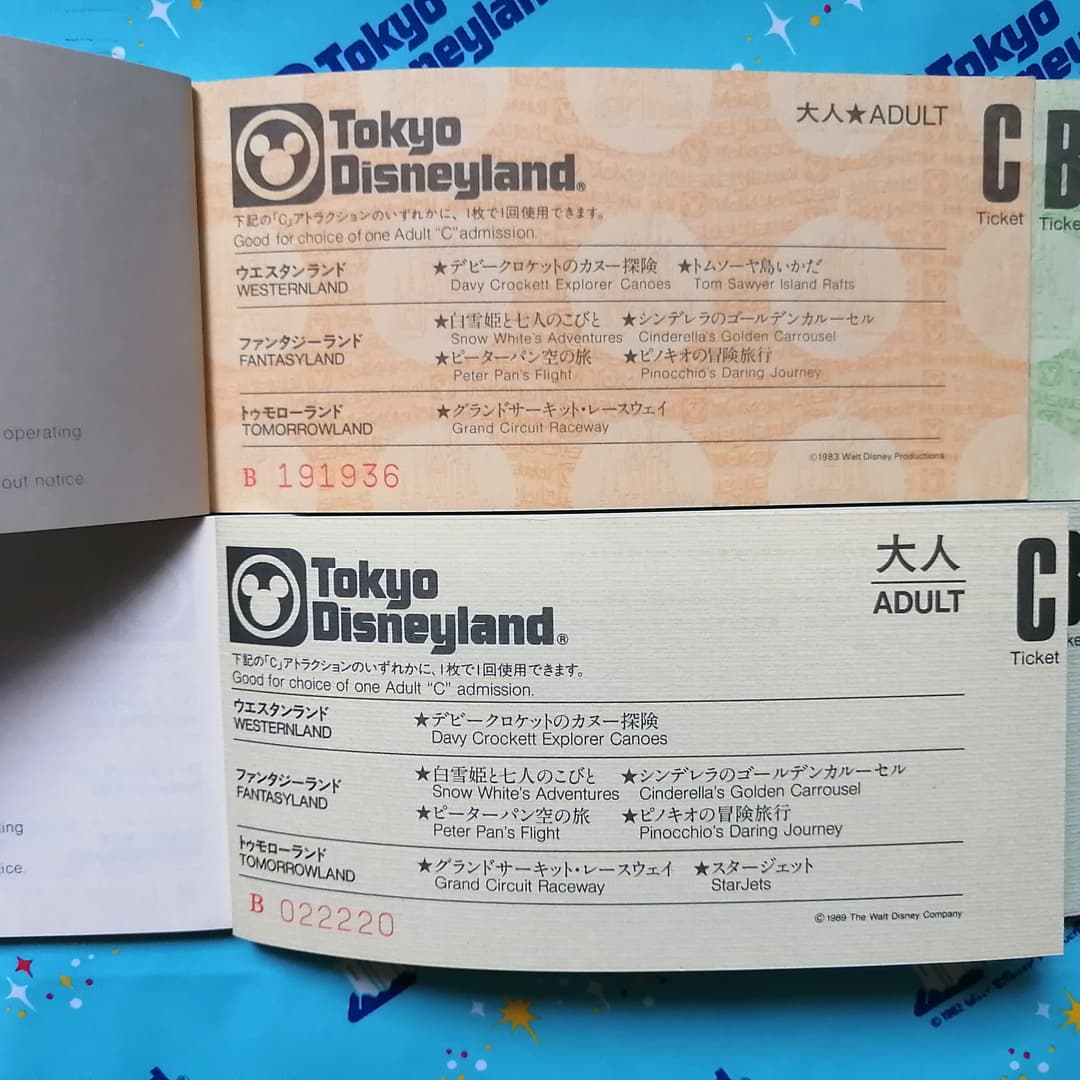 Tokyo
Disneyland
Tokyo
Disneyland
operating
out notice
Tokyo
Disneyland®
大人★ADULT
C
Ticket
B
下記の「C」アトラクションのいずれかに、1枚で1回使用できます。
Good for choice of one Adult "C" admission.
ウエスタンランド
WESTERNLAND
★デビークロケットのカヌー探険 ★トムソーヤ島いかだ
Davy Crockett Explorer Canoes Tom Sawyer Island Rafts
ファンタジーランド
FANTASYLAND
★白雪姫と七人のこびと ★シンデレラのゴールデンカルーセル
Snow White's Adventures Cinderella's Golden Carrousel
★ピーターパン空の旅 ★ピノキオの冒険旅行
Peter Pan's Flight Pinocchio's Daring Journey
トゥモローランド
TOMORROWLAND
★グランドサーキット・レースウェイ
Grand Circuit Raceway
©1983 Walt Disney Productions
B 191936
Tokyo
Disneyland®
大人
ADULT
C
Ticket
下記の「C」アトラクションのいずれかに、1枚で1回使用できます。
Good for choice of one Adult "C" admission.
ウエスタンランド
WESTERNLAND
★デビークロケットのカヌー探険
Davy Crockett Explorer Canoes
ファンタジーランド
FANTASYLAND
★白雪姫と七人のこびと ★シンデレラのゴールデンカルーセル
Snow White's Adventures Cinderella's Golden Carrousel
★ピーターパン空の旅 ★ピノキオの冒険旅行
Peter Pan's Flight Pinocchio's Daring Journey
トゥモローランド
TOMORROWLAND
★グランドサーキット・レースウェイ ★スタージェット
Grand Circuit Raceway StarJets
B 022220
© 1989 The Walt Disney Company
© 1982 Walt Disney